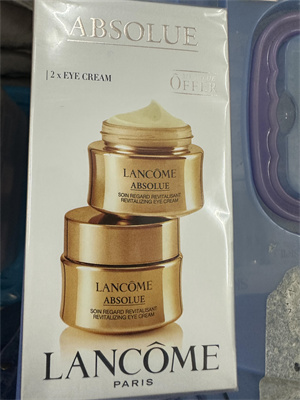 ABSOLUE
| 2 x EYE CREAM
OFFER
LANCÔME
ABSOLUE
SOIN REGARD REVITALISANT
REVITALIZING EYE CREAM
LANCÔME
ABSOLUE
SOIN REGARD REVITALISANT
REVITALIZING EYE CREAM
LANCÔME
PARIS